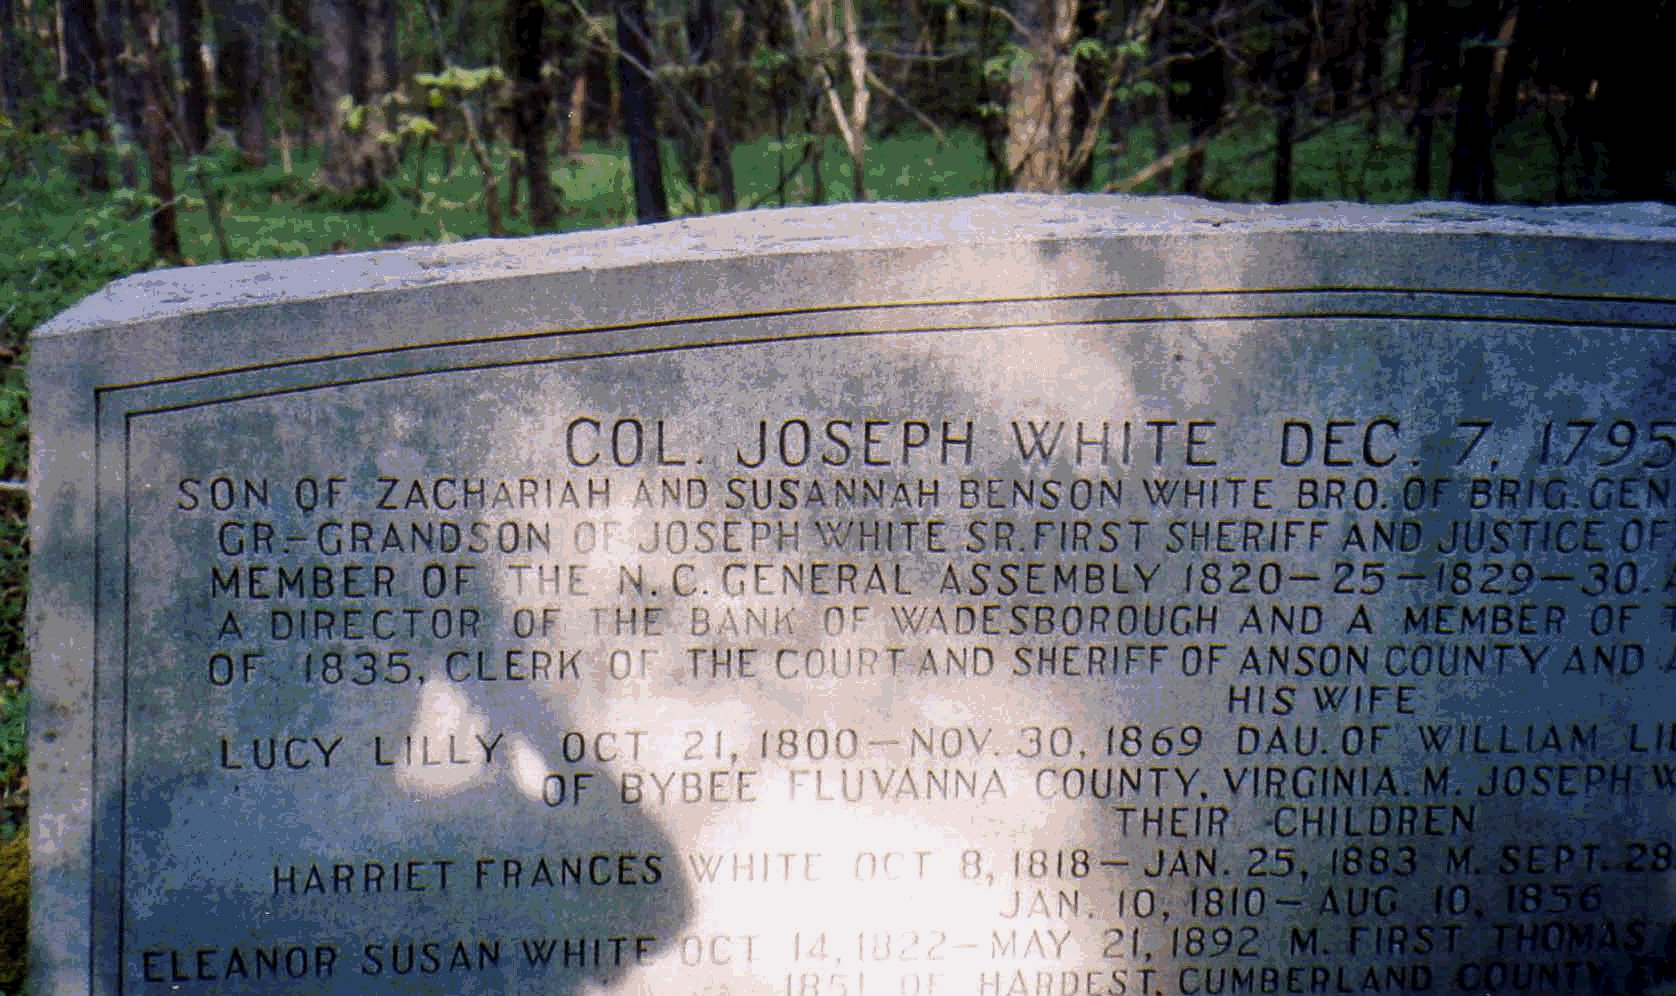 COL. JOSEPH WHITE DEC. 7, 1795
SON OF ZACHARIAH AND SUSANNAH BENSON WHITE BRO. OF BRIG. GEN
GR.-GRANDSON OF JOSEPH WHITE SR. FIRST SHERIFF AND JUSTICE OF
MEMBER OF THE N.C. GENERAL ASSEMBLY 1820-25-1829-30.
A DIRECTOR OF THE BANK OF WADESBOROUGH AND A MEMBER OF
OF 1835, CLERK OF THE COURT AND SHERIFF OF ANSON COUNTY AND
HIS WIFE
LUCY LILLY OCT 21, 1800-NOV. 30, 1869 DAU. OF WILLIAM
OF BYBEE FLUVANNA COUNTY, VIRGINIA. M. JOSEPH
THEIR CHILDREN
HARRIET FRANCES WHITE OCT 8, 1818- JAN. 25, 1883 M. SEPT. 28
JAN. 10, 1810- AUG 10, 1856
ELEANOR SUSAN WHITE OCT 14, 1822-MAY 21, 1892 M. FIRST THOMAS
1851 OF HARDEST, CUMBERLAND COUNTY